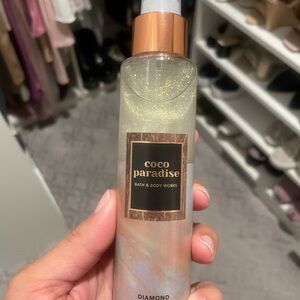 coco
paradise
BATH & BODY WORKS
DIAMOND